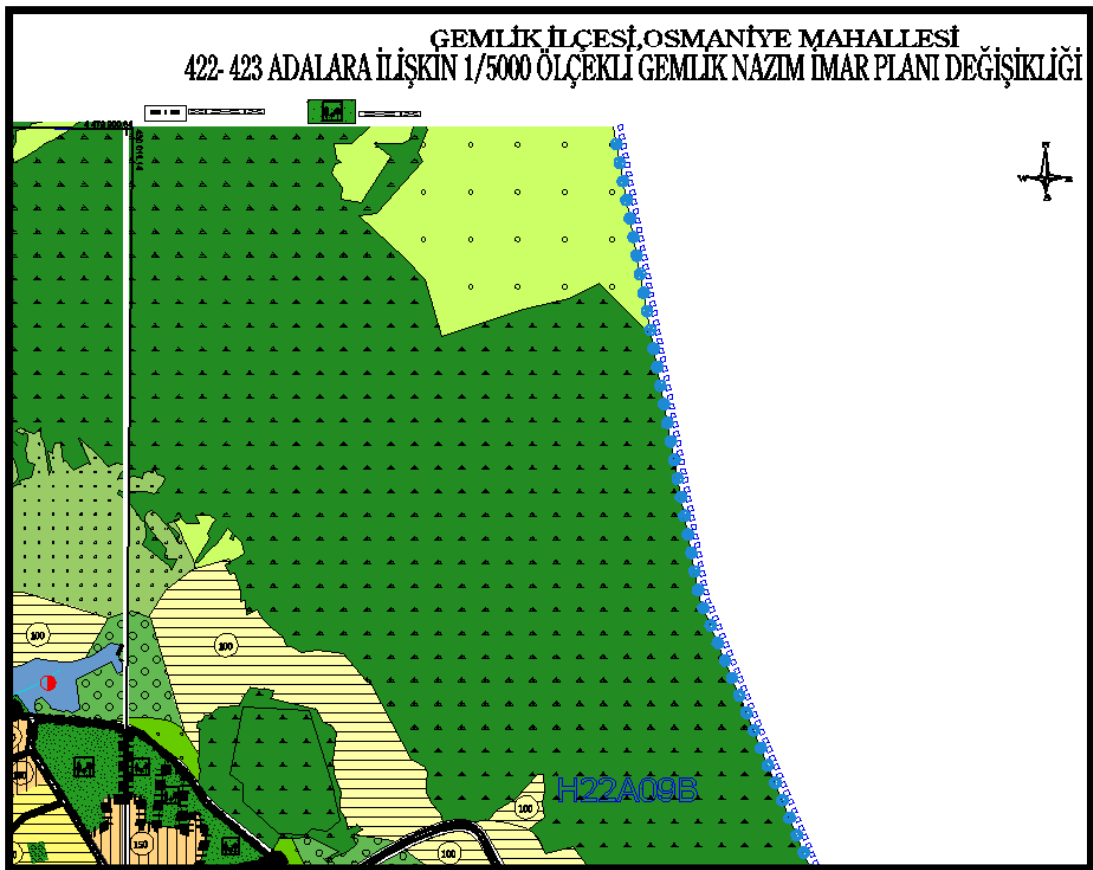 GEMLİK İLÇESİ,OSMANİYE MAHALLESİ
422- 423 ADALARA İLİŞKİN 1/5000 ÖLÇEKLİ GEMLİK NAZIM İMAR PLANI DEĞİŞİKLİĞİ
N
W
S
100
100
H22A09B
100
150
100